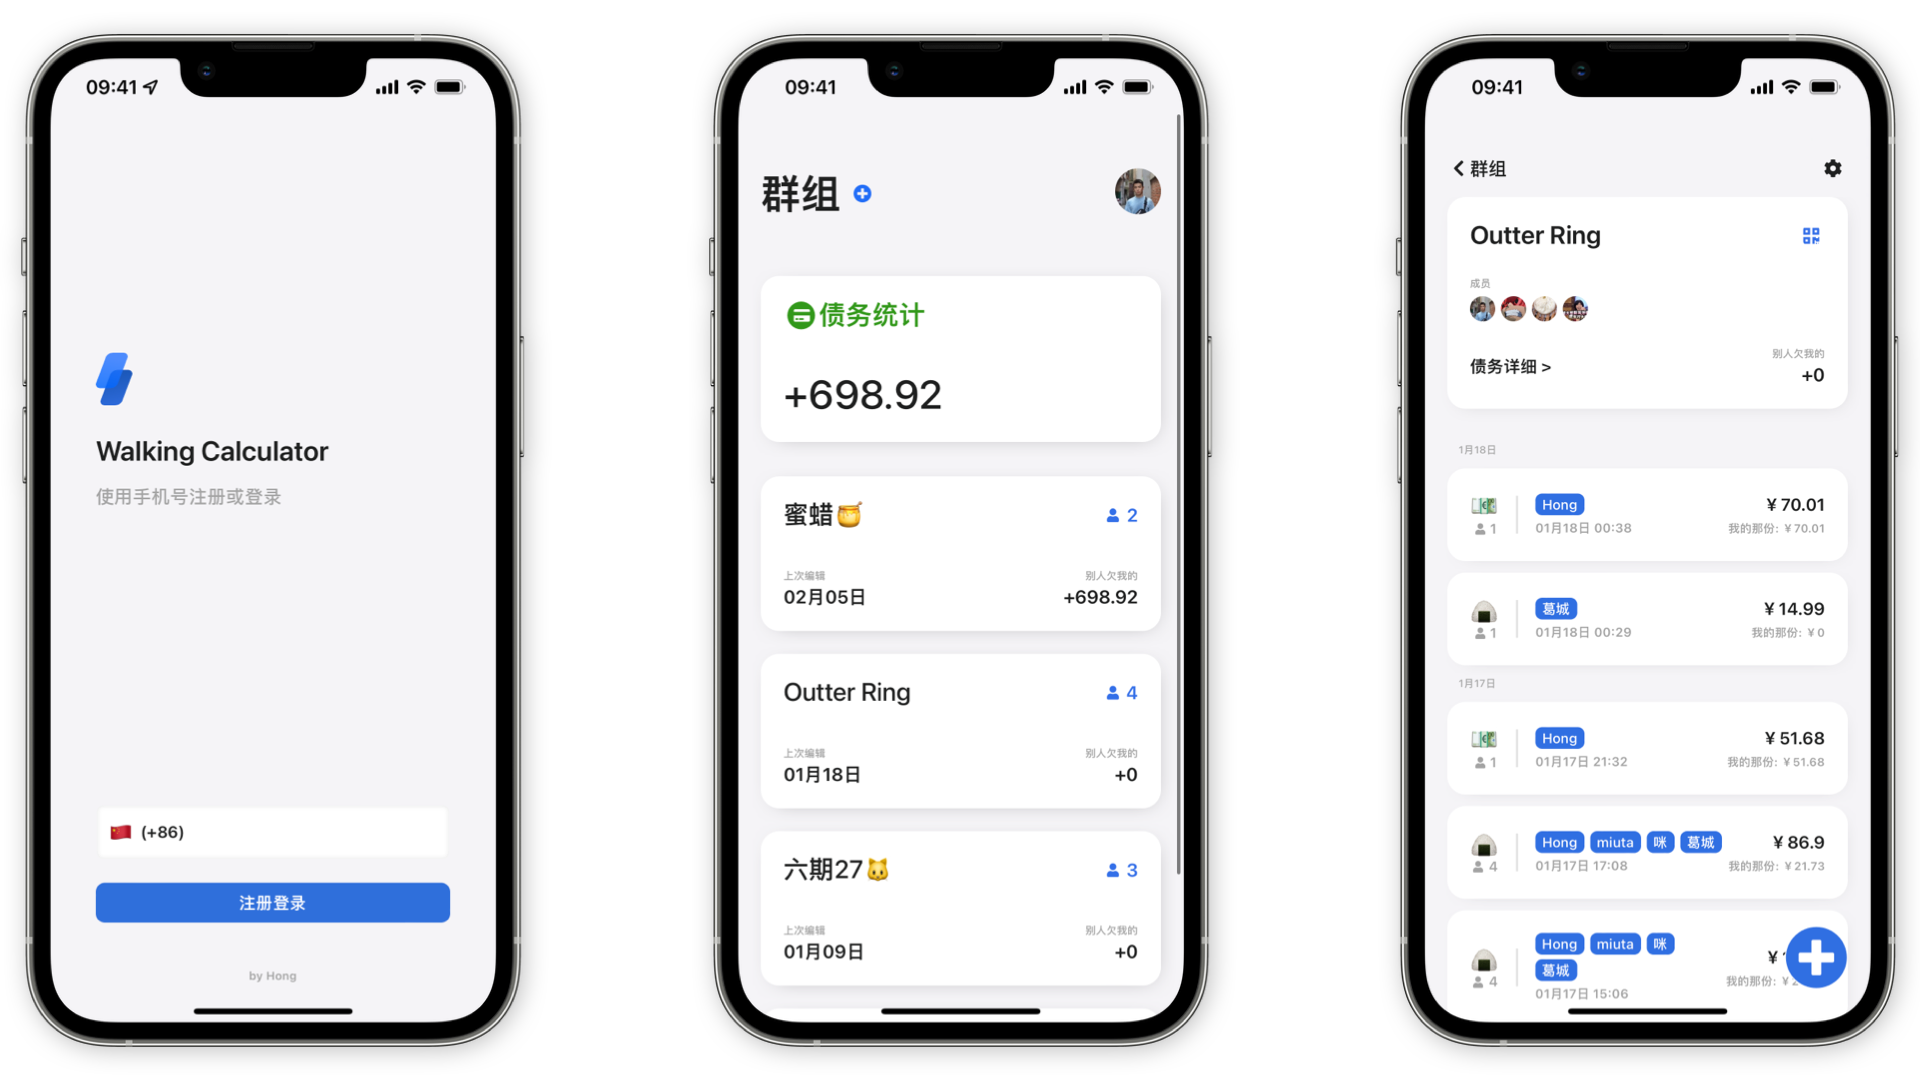 09:41
Walking Calculator
使用手机号注册或登录
(+86)
注册登录
by Hong
09:41
群组
债务统计
+698.92
蜜蜡
2
上次编辑
别人欠我的
02月05日
+698.92
Outter Ring
4
上次编辑
别人欠我的
01月18日
+0
六期27
3
上次编辑
别人欠我的
01月09日
+0
09:41
群组
Outter Ring
成员
别人欠我的
债务详细 >
+0
1月18日
Hong
¥ 70.01
1
01月18日 00:38
我的那份: ¥ 70.01
葛城
¥ 14.99
1
01月18日 00:29
我的那份: ¥ 0
1月17日
Hong
¥ 51.68
1
01月17日 21:32
我的那份: ¥ 51.68
Hong miuta 咪 葛城
¥ 86.9
4
01月17日 17:08
我的那份: ¥ 21.73
Hong miuta 咪
葛城
¥
4
我的那份: ¥
01月17日 15:06